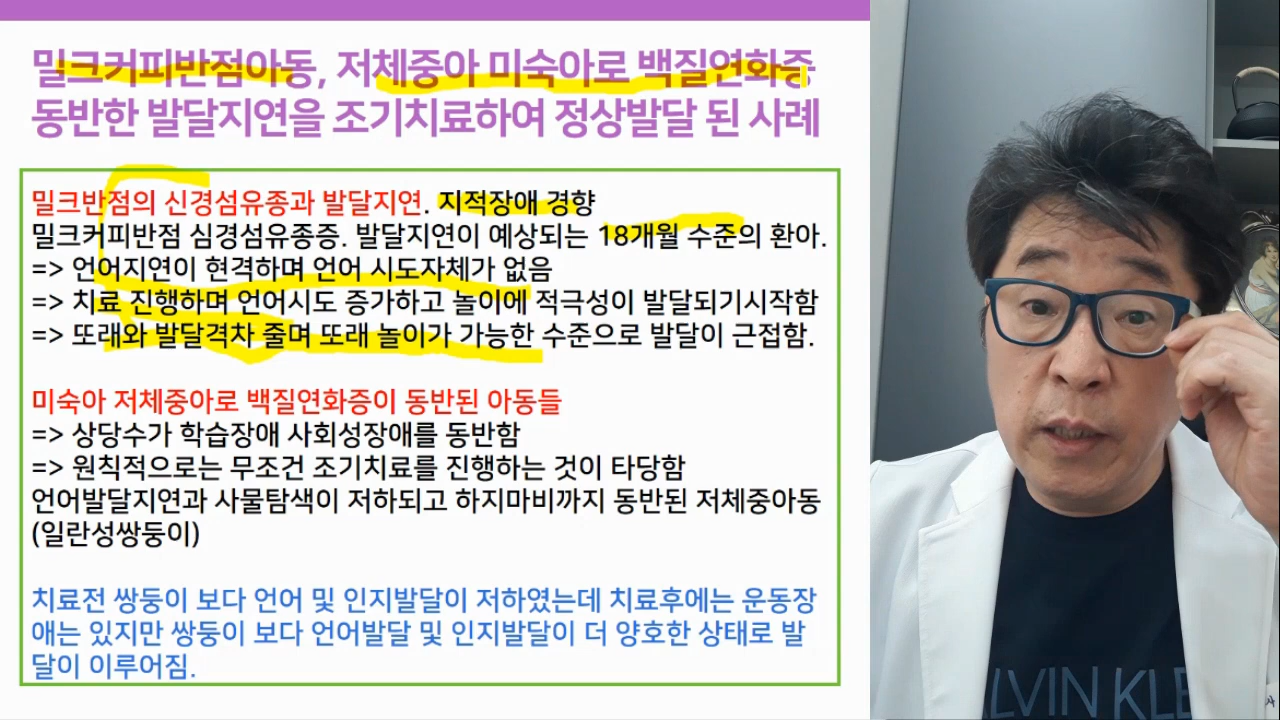 밀크커피반점아동, 저체중아 미숙아로 백질연화증
동반한 발달지연을 조기치료하여 정상발달 된 사례
밀크반점의 신경섬유종과 발달지연. 지적장애 경향
밀크커피반점 심경섬유종증. 발달지연이 예상되는 18개월 수준의 환아.
=> 언어지연이 현격하며 언어 시도자체가 없음
=> 치료 진행하며 언어시도 증가하고 놀이에 적극성이 발달되기시작함
=> 또래와 발달격차 줄며 또래 놀이가 가능한 수준으로 발달이 근접함.
미숙아 저체중아로 백질연화증이 동반된 아동들
=> 상당수가 학습장애 사회성장애를 동반함
=> 원칙적으로는 무조건 조기치료를 진행하는 것이 타당함
언어발달지연과 사물탐색이 저하되고 하지마비까지 동반된 저체중아동
(일란성쌍둥이)
치료전 쌍둥이 보다 언어 및 인지발달이 저하였는데 치료후에는 운동장
애는 있지만 쌍둥이 보다 언어발달 및 인지발달이 더 양호한 상태로 발
달이 이루어짐.
LVIN KLE